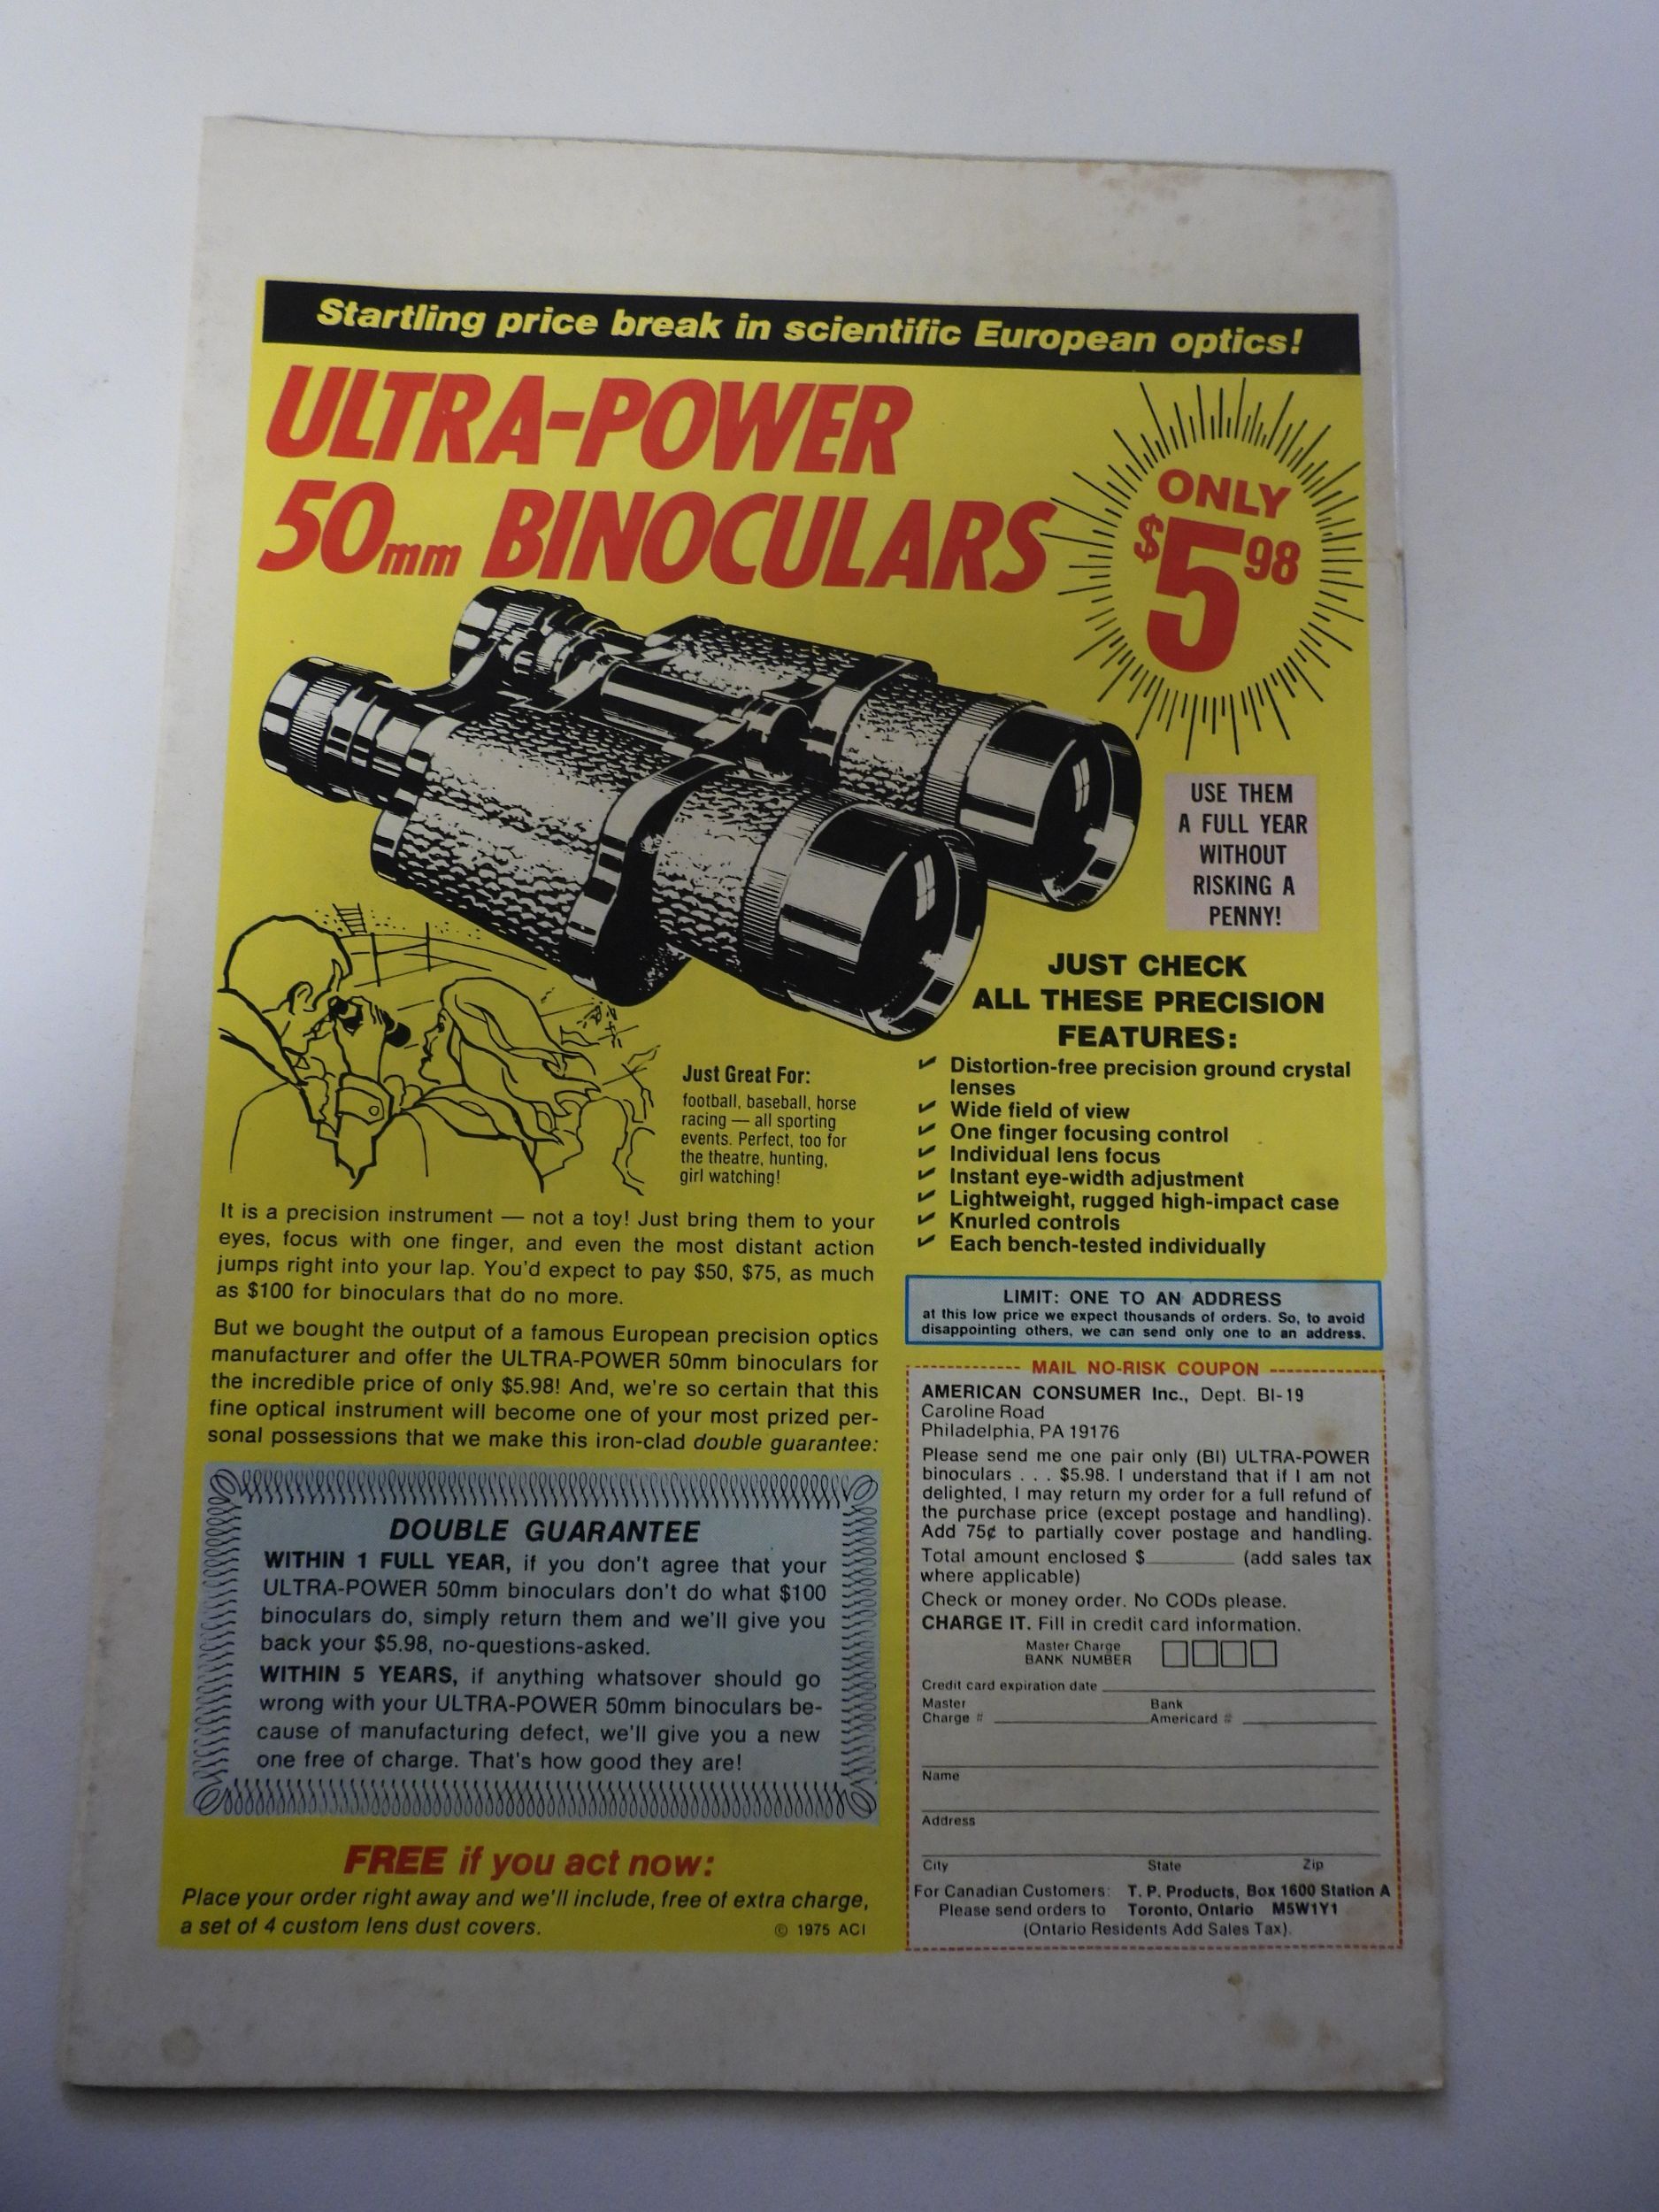 Startling price break in scientific European optics!
ULTRA-POWER
50mm BINOCULARS
ONLY
$5.98
USE THEM
A FULL YEAR
WITHOUT
RISKING A
PENNY!
JUST CHECK
ALL THESE PRECISION
FEATURES:
✓ Distortion-free precision ground crystal
lenses
✓ Wide field of view
✓ One finger focusing control
✓ Individual lens focus
✓ Instant eye-width adjustment
✓ Lightweight, rugged high-impact case
✓ Knurled controls
✓ Each bench-tested individually
Just Great For:
football, baseball, horse
racing — all sporting
events. Perfect, too for
the theatre, hunting,
girl watching!
It is a precision instrument — not a toy! Just bring them to your
eyes, focus with one finger, and even the most distant action
jumps right into your lap. You'd expect to pay $50, $75, as much
as $100 for binoculars that do no more.
But we bought the output of a famous European precision optics
manufacturer and offer the ULTRA-POWER 50mm binoculars for
the incredible price of only $5.98! And, we're so certain that this
fine optical instrument will become one of your most prized per-
sonal possessions that we make this iron-clad double guarantee:
DOUBLE GUARANTEE
WITHIN 1 FULL YEAR, if you don't agree that your
ULTRA-POWER 50mm binoculars don't do what $100
binoculars do, simply return them and we'll give you
back your $5.98, no-questions-asked.
WITHIN 5 YEARS, if anything whatsover should go
wrong with your ULTRA-POWER 50mm binoculars be-
cause of manufacturing defect, we'll give you a new
one free of charge. That's how good they are!
FREE if you act now:
Place your order right away and we'll include, free of extra charge,
a set of 4 custom lens dust covers.
© 1975 ACI
LIMIT: ONE TO AN ADDRESS
at this low price we expect thousands of orders. So, to avoid
disappointing others, we can send only one to an address.
MAIL NO-RISK COUPON
AMERICAN CONSUMER Inc., Dept. BI-19
Caroline Road
Philadelphia, PA 19176
Please send me one pair only (BI) ULTRA-POWER
binoculars . . . $5.98. I understand that if I am not
delighted, I may return my order for a full refund of
the purchase price (except postage and handling).
Add 75¢ to partially cover postage and handling.
Total amount enclosed $________ (add sales tax
where applicable)
Check or money order. No CODs please.
CHARGE IT. Fill in credit card information.
Master Charge
BANK NUMBER
Credit card expiration date
Master Bank
Charge # Americard #
Name
Address
City State Zip
For Canadian Customers: T. P. Products, Box 1600 Station A
Please send orders to Toronto, Ontario M5W1Y1
(Ontario Residents Add Sales Tax).